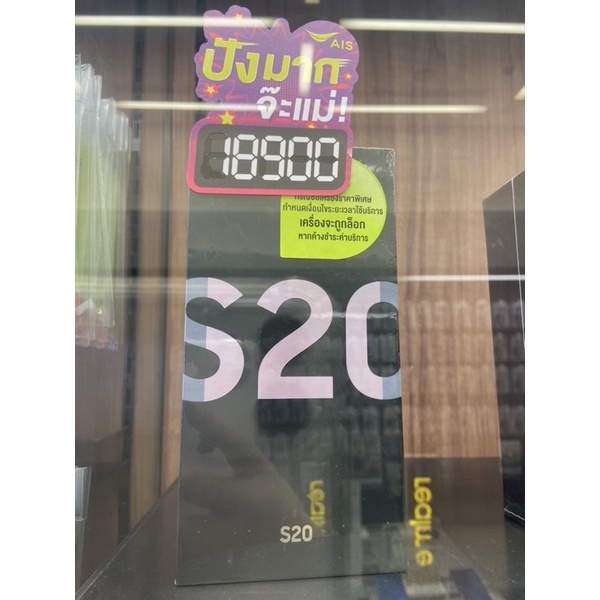 AIS
ปังมาก
จ๊ะแม่!
18900
กำหนดเงื่อนไขระยะเวลาใช้บริการ
เครื่องจะถูกล็อก
หากค้างชำระค่าบริการ
S20
S20
realme